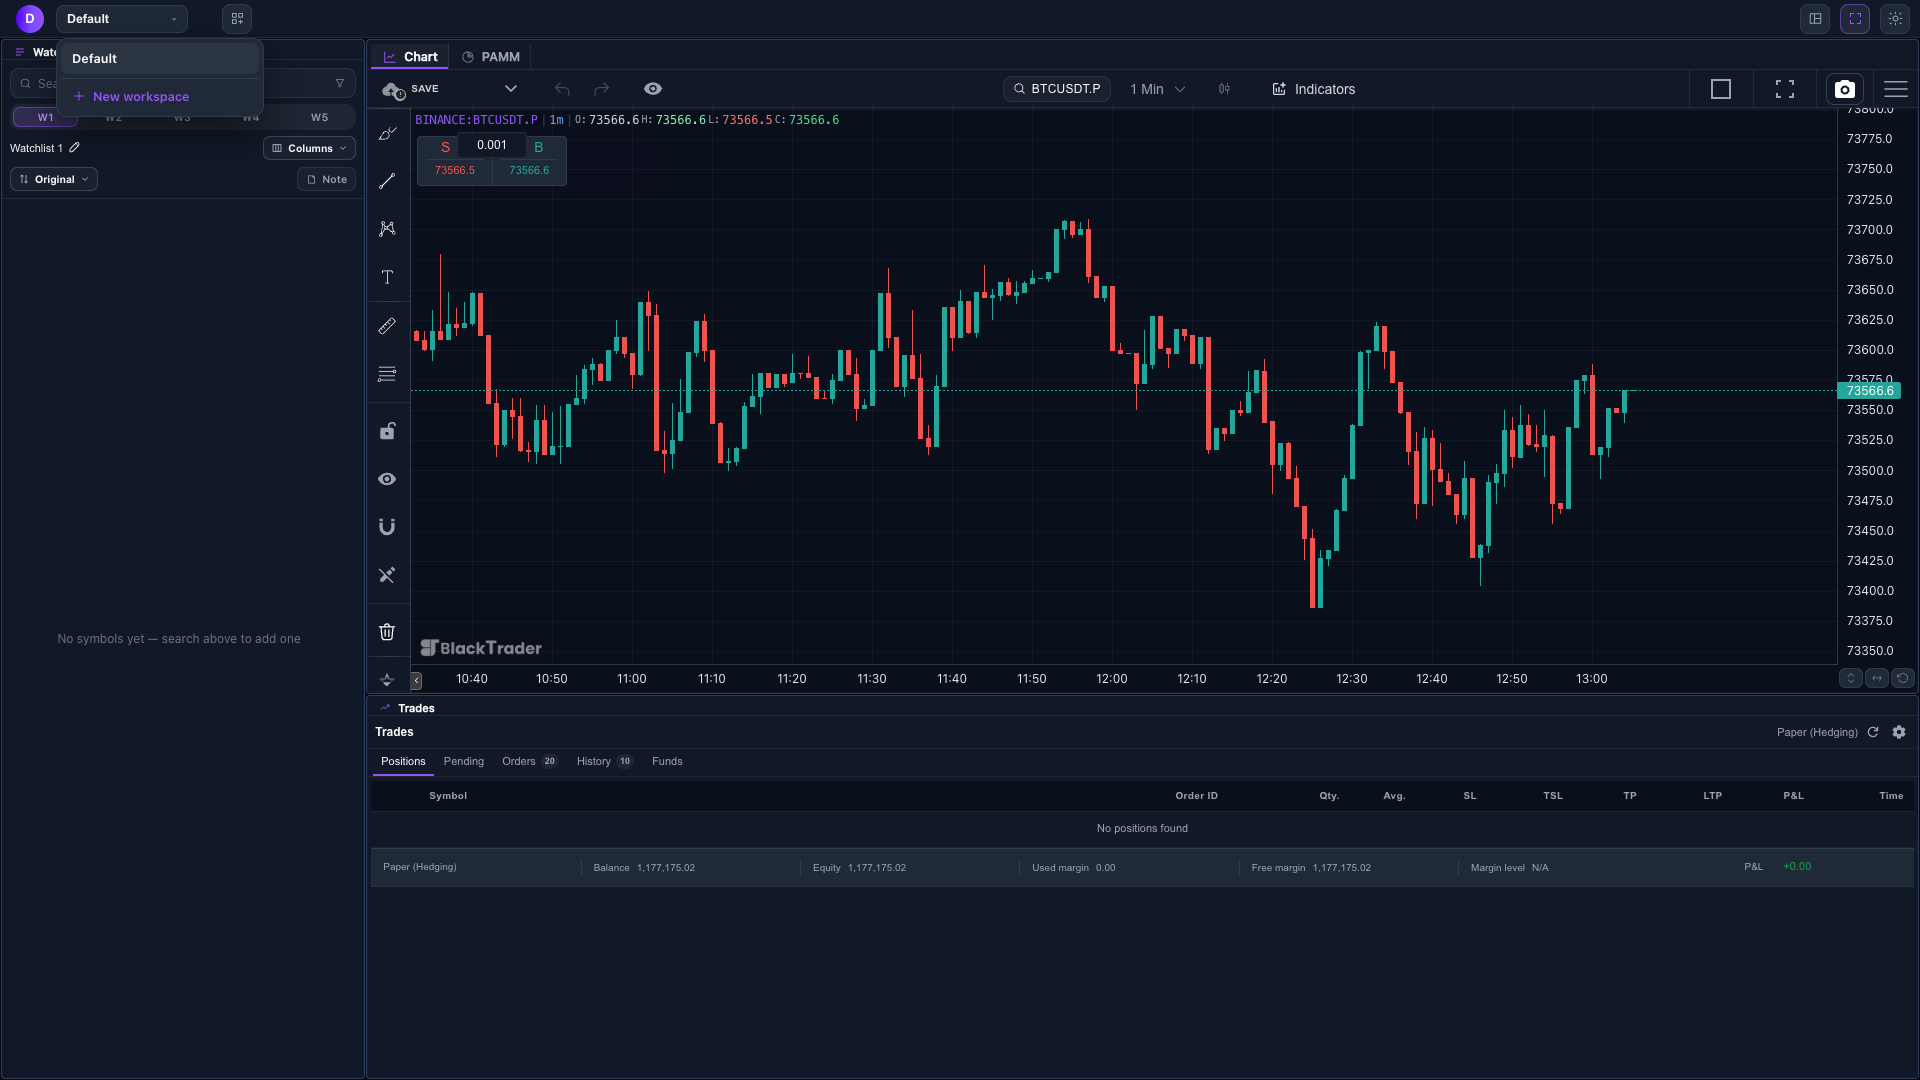 D
Default
Default
+ New workspace
W1
W5
Watchlist 1
Columns
Original
Note
No symbols yet — search above to add one
Chart
PAMM
SAVE
BTCUSDT.P
1 Min
Indicators
BINANCE:BTCUSDT.P | 1m | O: 73566.6 H: 73566.6 L: 73566.5 C: 73566.6
S
0.001
B
73566.5
73566.6
73775.0
73750.0
73725.0
73700.0
73675.0
73650.0
73625.0
73600.0
73575.0
73566.6
73550.0
73525.0
73500.0
73475.0
73450.0
73425.0
73400.0
73375.0
73350.0
BlackTrader
10:40 10:50 11:00 11:10 11:20 11:30 11:40 11:50 12:00 12:10 12:20 12:30 12:40 12:50 13:00
Trades
Trades
Paper (Hedging)
Positions Pending Orders 20 History 10 Funds
Symbol Order ID Qty. Avg. SL TSL TP LTP P&L Time
No positions found
Paper (Hedging) Balance 1,177,175.02 Equity 1,177,175.02 Used margin 0.00 Free margin 1,177,175.02 Margin level N/A P&L +0.00